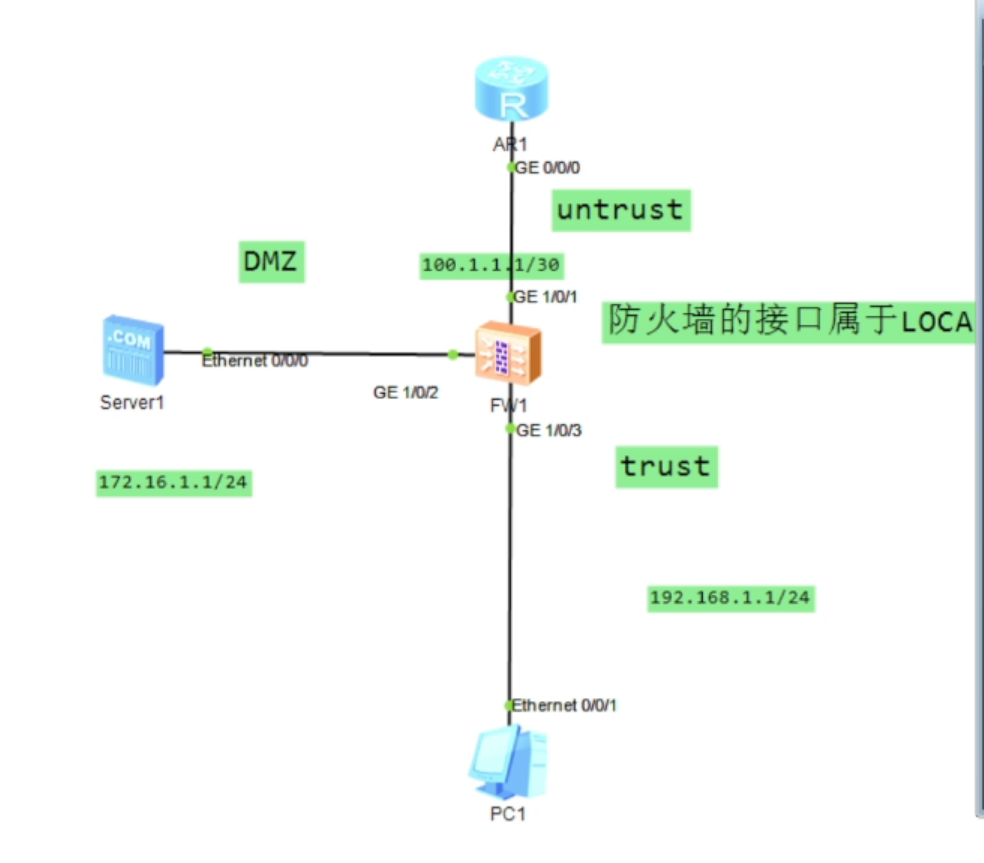 R
AR1
GE 0/0/0
untrust
DMZ
100.1.1.1/30
GE 1/0/1
防火墙的接口属于LOCA
.COM
Ethernet 0/0/0
GE 1/0/2
Server1
FW1
GE 1/0/3
trust
172.16.1.1/24
192.168.1.1/24
Ethernet 0/0/1
PC1